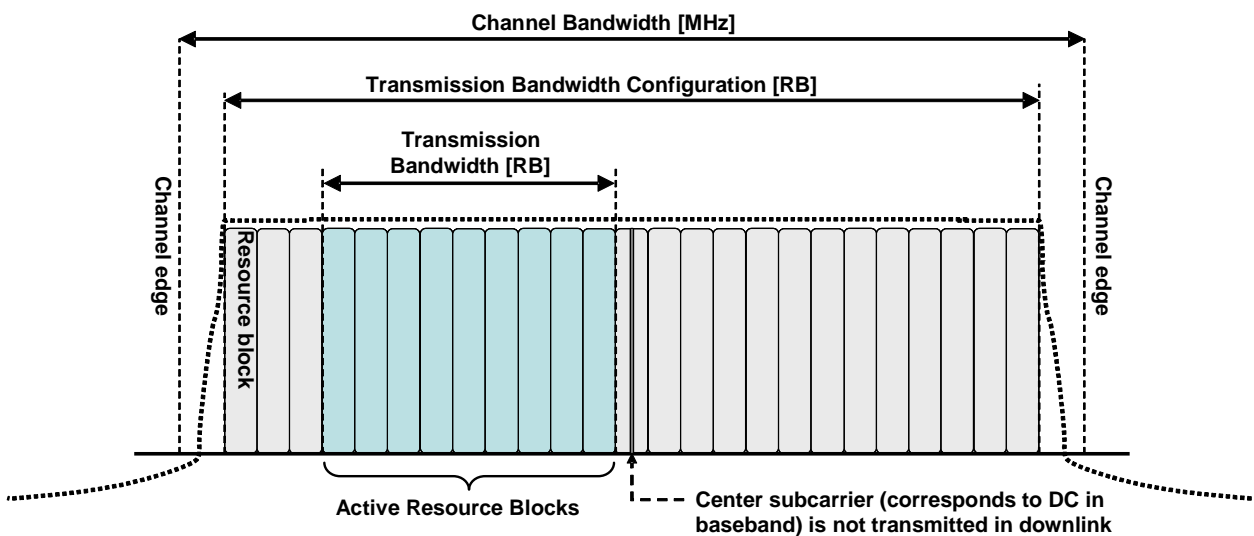 Channel Bandwidth [MHz]
Transmission Bandwidth Configuration [RB]
Transmission
Bandwidth [RB]
Channel edge
Channel edge
Resource block
Active Resource Blocks
Center subcarrier (corresponds to DC in
baseband) is not transmitted in downlink